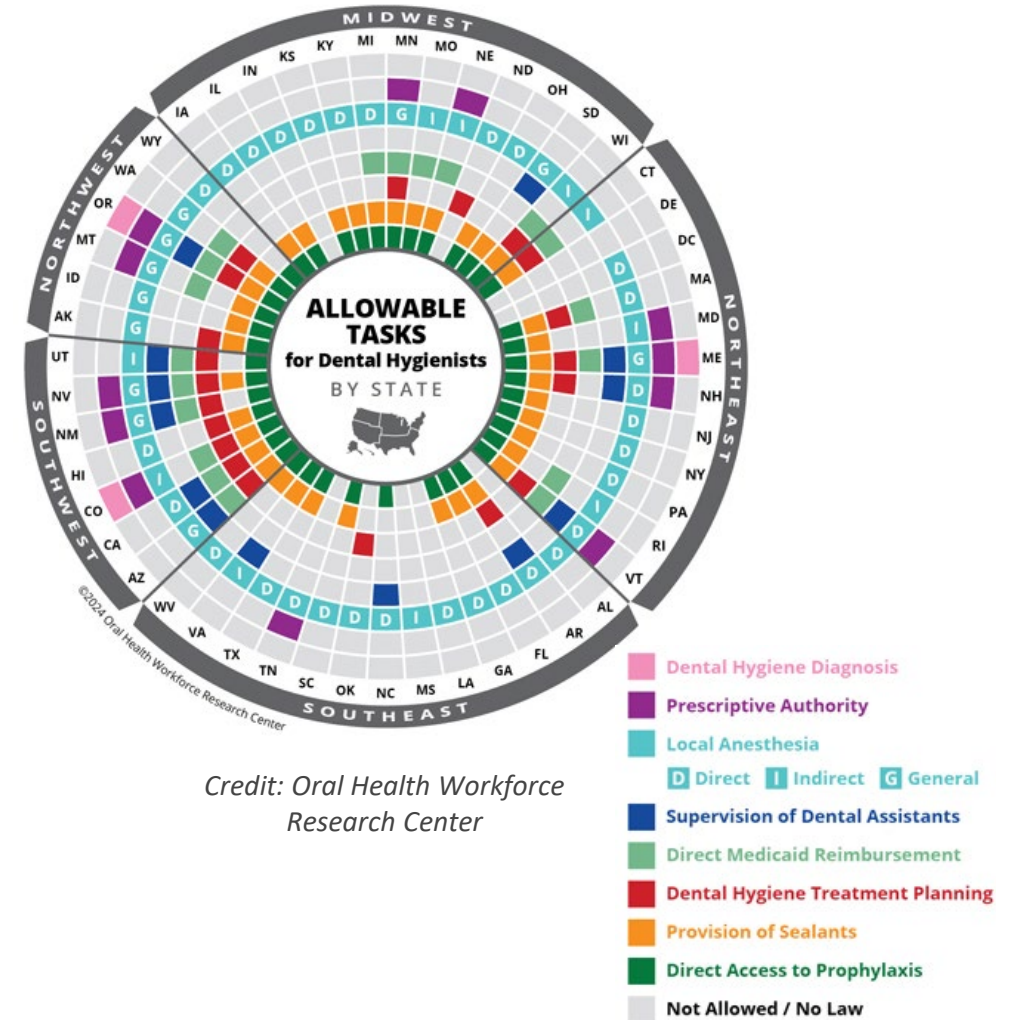 MIDWEST
IA
IL
IN
KS
KY
MI
MN
MO
NE
ND
OH
SD
WI
NORTHEAST
CT
DE
DC
MA
MD
ME
NH
NJ
NY
PA
RI
VT
SOUTHEAST
AL
AR
FL
GA
LA
MS
NC
OK
SC
TN
TX
VA
WV
SOUTHWEST
AZ
CA
CO
HI
NM
NV
UT
NORTHWEST
AK
ID
MT
OR
WA
WY
D D D D D D D G I I D D G I I
D D I G D D D D I D
D D D D I D D D D D I D
G D I D G G I
G G G G G
ALLOWABLE
TASKS
for Dental Hygienists
BY STATE
©2024 Oral Health Workforce Research Center
Credit: Oral Health Workforce
Research Center
Dental Hygiene Diagnosis
Prescriptive Authority
Local Anesthesia
D Direct I Indirect G General
Supervision of Dental Assistants
Direct Medicaid Reimbursement
Dental Hygiene Treatment Planning
Provision of Sealants
Direct Access to Prophylaxis
Not Allowed / No Law